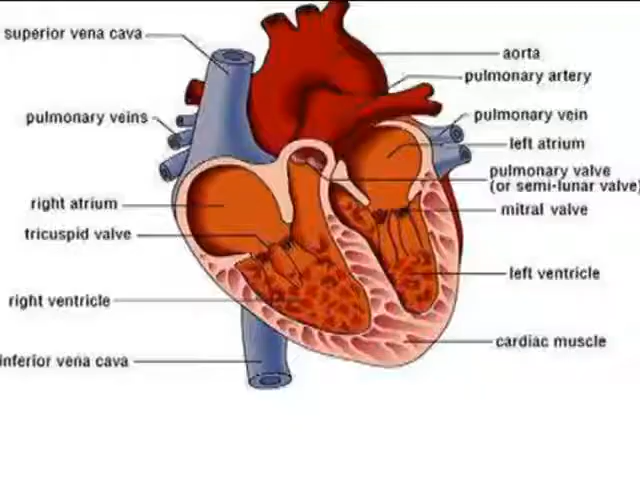 superior vena cava
aorta
pulmonary artery
pulmonary veins
pulmonary vein
left atrium
pulmonary valve
(or semi-lunar valve)
right atrium
mitral valve
tricuspid valve
left ventricle
right ventricle
cardiac muscle
inferior vena cava